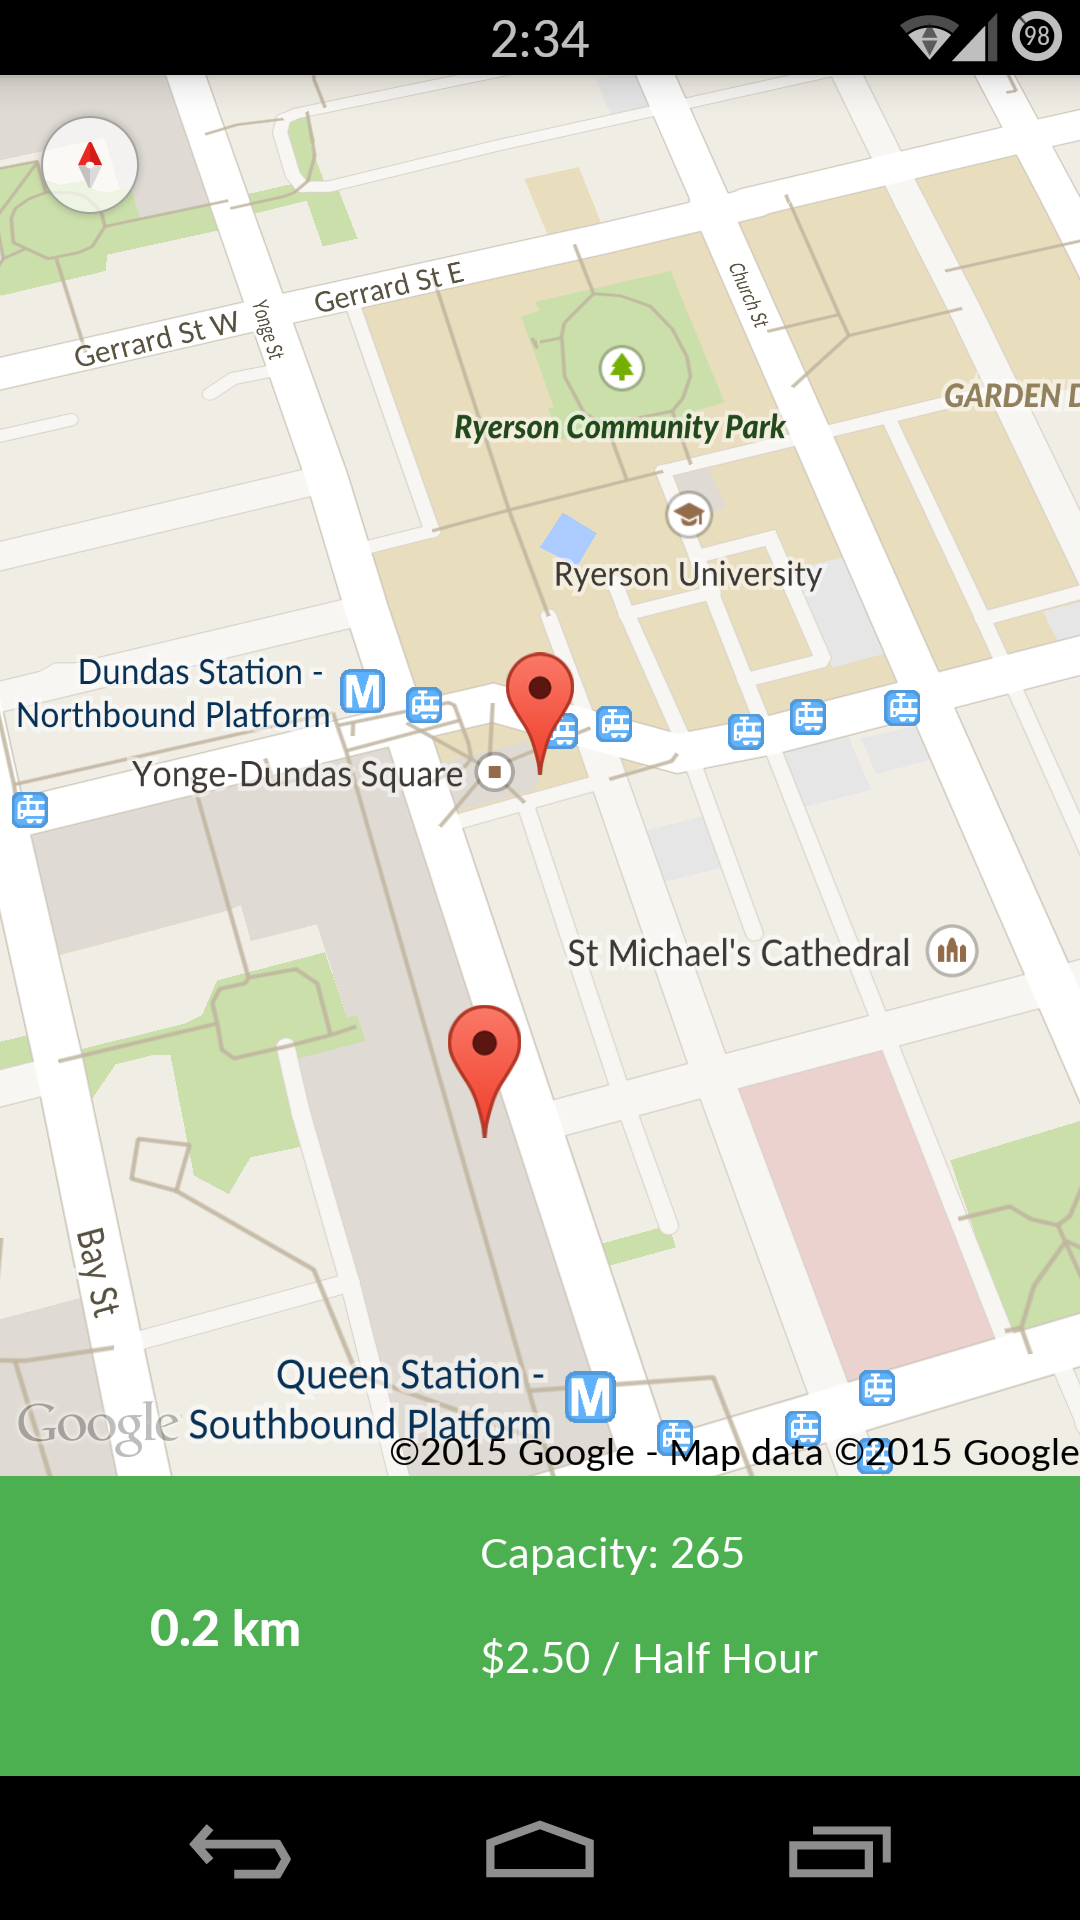 2:34
98
Gerrard St E
Gerrard St W
Yonge St
Church St
GARDEN D
Ryerson Community Park
Ryerson University
Dundas Station -
Northbound Platform
Yonge-Dundas Square
St Michael's Cathedral
Bay St
Queen Station -
Southbound Platform
Google
©2015 Google - Map data ©2015 Google
Capacity: 265
0.2 km
$2.50 / Half Hour